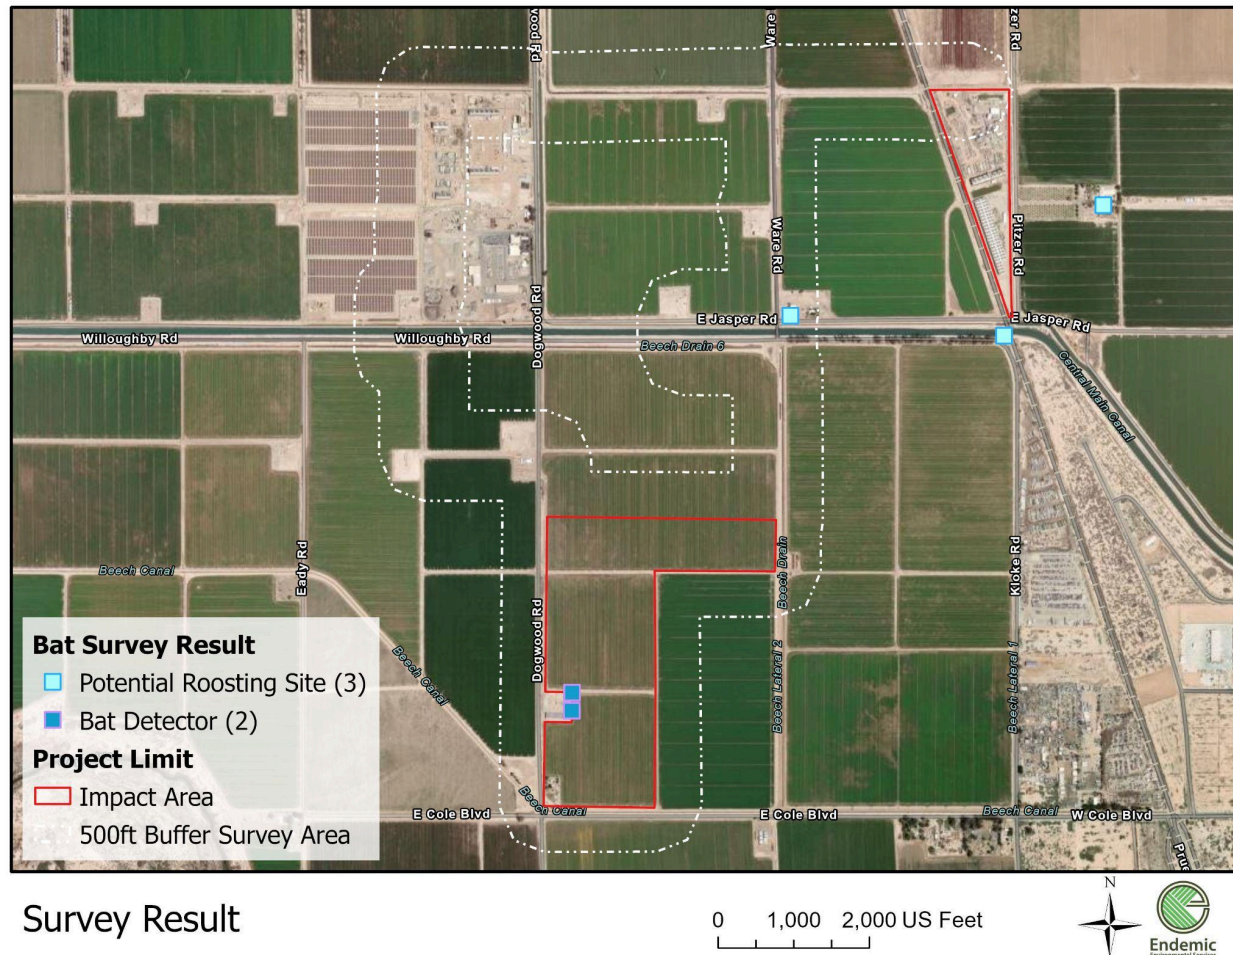 wood Rd
Ware
zer Rd
Ware Rd
Pitzer Rd
Dogwood Rd
E Jasper Rd
E Jasper Rd
Willoughby Rd
Willoughby Rd
Beech Drain 6
Central Main Canal
Beech Canal
Eady Rd
Beech Drain
Kloke Rd
Dogwood Rd
Beech Canal
Beech Lateral 2
Beech Lateral 1
Beech Canal
E Cole Blvd
E Cole Blvd
Beech Canal
W Cole Blvd
Prue
Bat Survey Result
Potential Roosting Site (3)
Bat Detector (2)
Project Limit
Impact Area
500ft Buffer Survey Area
Survey Result
0 1,000 2,000 US Feet
N
Endemic
Environmental Services